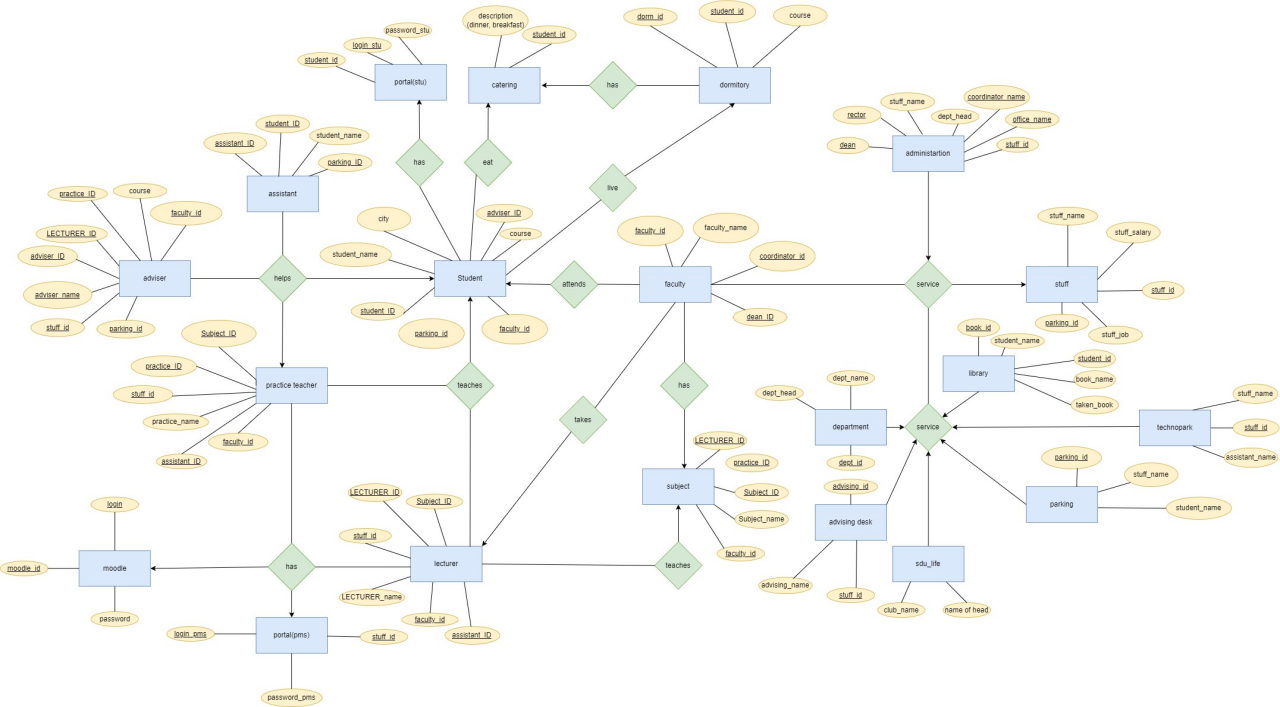 description
(dinner, breakfast)
student_id
dorm_id
student_id
course
password_stu
login_stu
student_id
portal(stu)
catering
has
dormitory
coordinator_name
stuff_name
rector
dept_head
office_name
dean
administartion
stuff_id
student_ID
assistant_ID
student_name
parking_ID
assistant
has
eat
live
practice_ID
course
faculty_id
LECTURER_ID
adviser_ID
adviser
adviser_name
stuff_id
parking_id
helps
city
adviser_ID
student_name
course
Student
student_ID
parking_id
faculty_id
attends
faculty_id
faculty_name
coordinator_id
faculty
dean_ID
service
stuff_name
stuff_salary
stuff
stuff_id
parking_id
stuff_job
Subject_ID
practice_ID
practice teacher
stuff_id
practice_name
faculty_id
assistant_ID
teaches
takes
has
book_id
student_name
library
student_id
book_name
taken_book
dept_name
dept_head
department
dept_id
service
stuff_name
technopark
stuff_id
assistant_name
LECTURER_ID
practice_ID
subject
Subject_ID
Subject_name
faculty_id
parking_id
stuff_name
parking
student_name
advising_id
advising desk
advising_name
stuff_id
sdu_life
club_name
name of head
LECTURER_ID
Subject_ID
stuff_id
lecturer
LECTURER_name
faculty_id
assistant_ID
teaches
login
moodle_id
moodle
password
has
login_pms
portal(pms)
stuff_id
password_pms